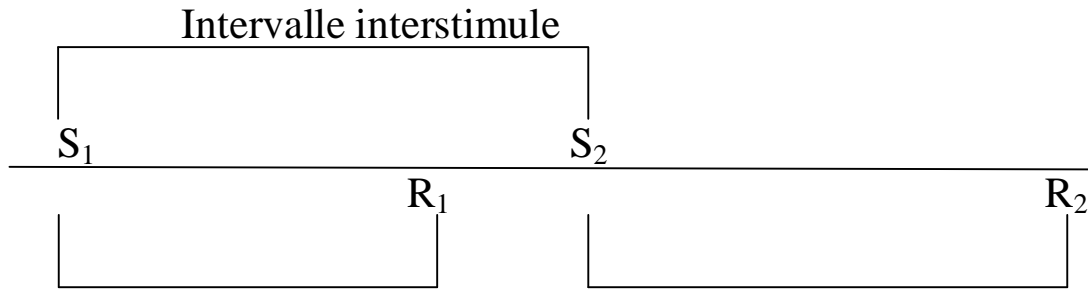 Intervalle interstimule
S₁ S₂
R₁ R₂